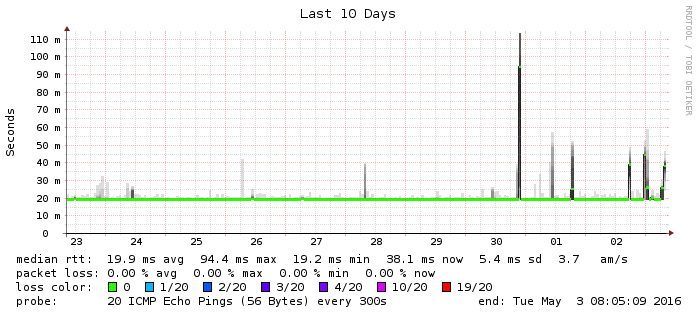 Last 10 Days
RRDTOOL / TOBI OETIKER
Seconds
110 m
100 m
90 m
80 m
70 m
60 m
50 m
40 m
30 m
20 m
10 m
0
23 24 25 26 27 28 29 30 01 02
median rtt: 19.9 ms avg 94.4 ms max 19.2 ms min 38.1 ms now 5.4 ms sd 3.7 am/s
packet loss: 0.00 % avg 0.00 % max 0.00 % min 0.00 % now
loss color: 0 1/20 2/20 3/20 4/20 10/20 19/20
probe: 20 ICMP Echo Pings (56 Bytes) every 300s end: Tue May 3 08:05:09 2016